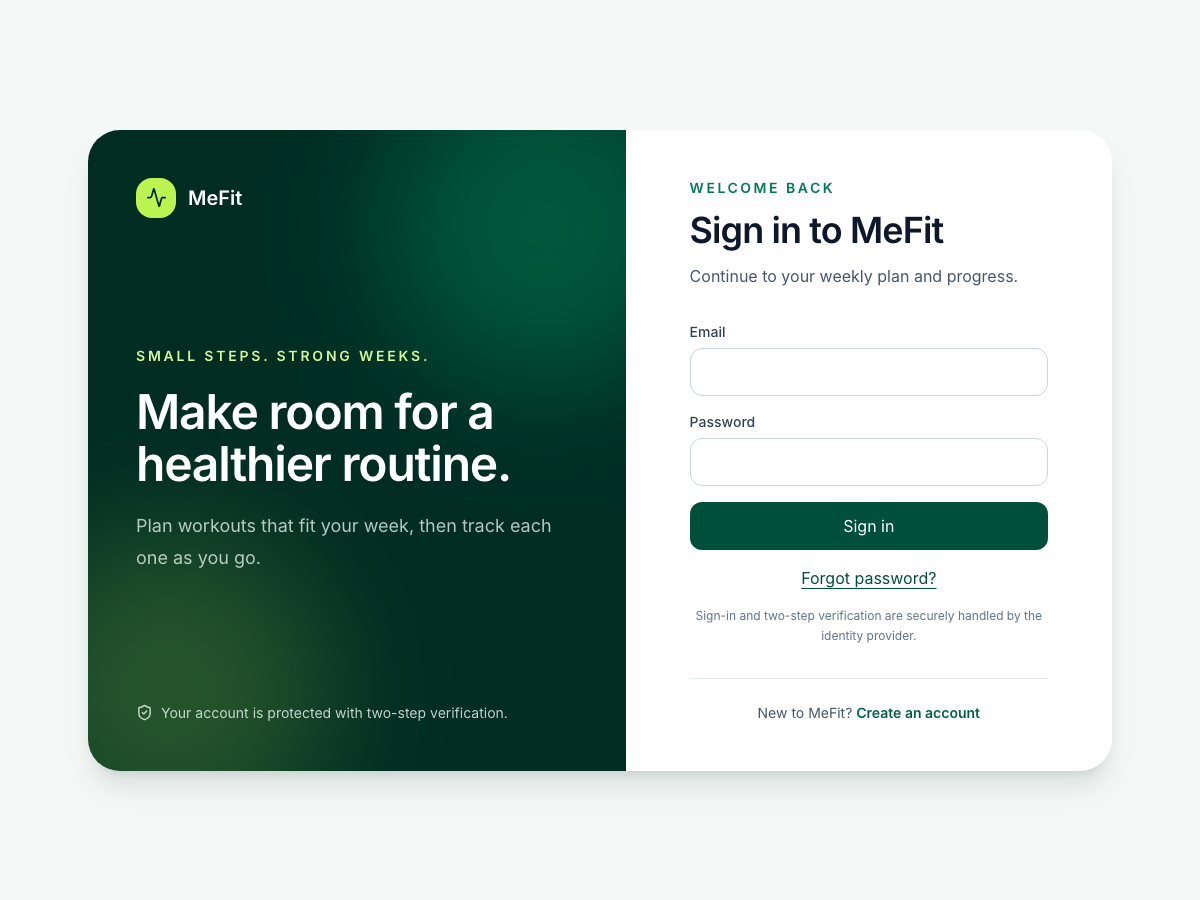 MeFit
SMALL STEPS. STRONG WEEKS.
Make room for a
healthier routine.
Plan workouts that fit your week, then track each
one as you go.
Your account is protected with two-step verification.
WELCOME BACK
Sign in to MeFit
Continue to your weekly plan and progress.
Email
Password
Sign in
Forgot password?
Sign-in and two-step verification are securely handled by the
identity provider.
New to MeFit? Create an account